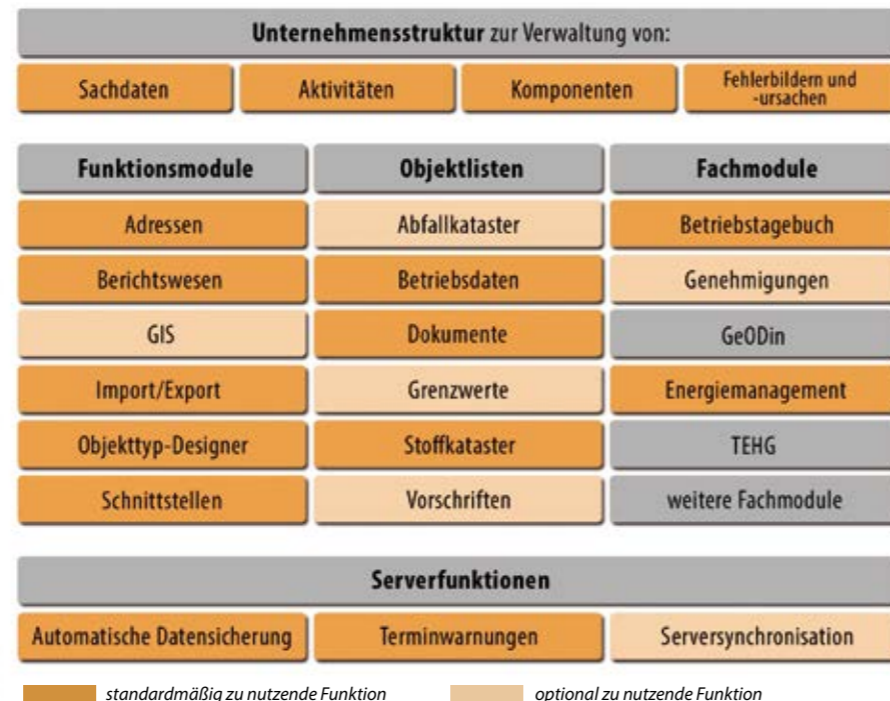 Unternehmensstruktur zur Verwaltung von:
Sachdaten
Aktivitäten
Komponenten
Fehlerbildern und
-ursachen
Funktionsmodule
Objektlisten
Fachmodule
Adressen
Abfallkataster
Betriebstagebuch
Berichtswesen
Betriebsdaten
Genehmigungen
GIS
Dokumente
GeODin
Import/Export
Grenzwerte
Energiemanagement
Objekttyp-Designer
Stoffkataster
TEHG
Schnittstellen
Vorschriften
weitere Fachmodule
Serverfunktionen
Automatische Datensicherung
Terminwarnungen
Serversynchronisation
standardmäßig zu nutzende Funktion
optional zu nutzende Funktion